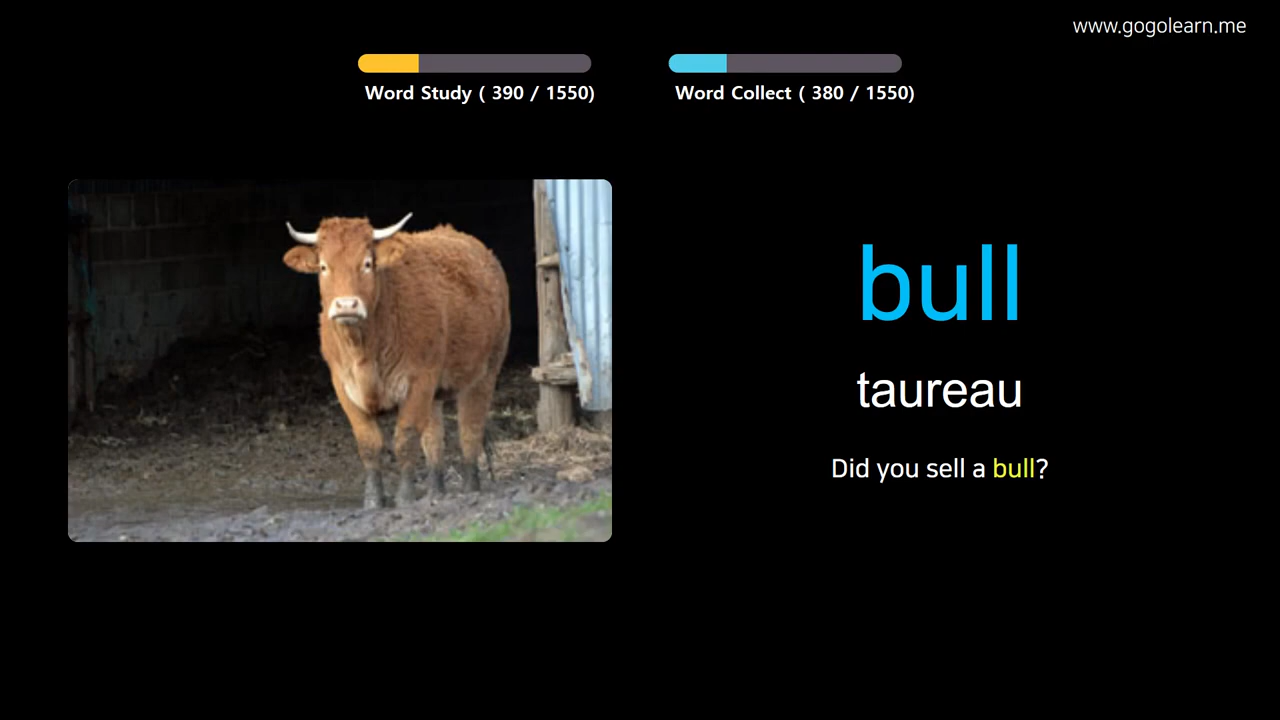 www.gogolearn.me
Word Study ( 390 / 1550)
Word Collect ( 380 / 1550)
bull
taureau
Did you sell a bull?